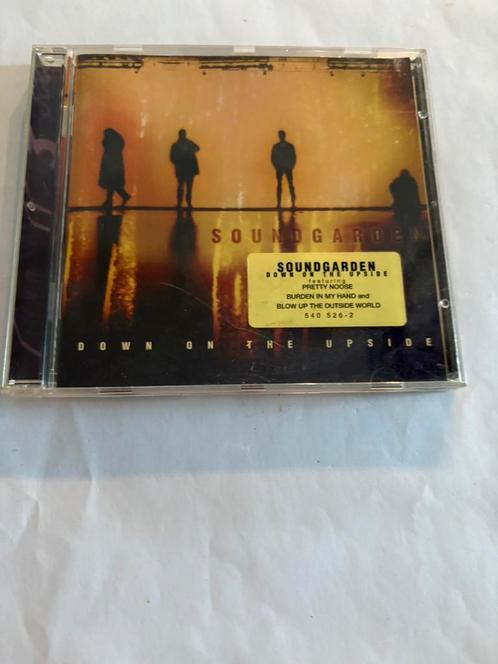 SOUNDGARDEN
SOUNDGARDEN
DOWN ON THE UPSIDE
featuring
PRETTY NOOSE
BURDEN IN MY HAND and
BLOW UP THE OUTSIDE WORLD
540 526-2
DOWN ON THE UPSIDE